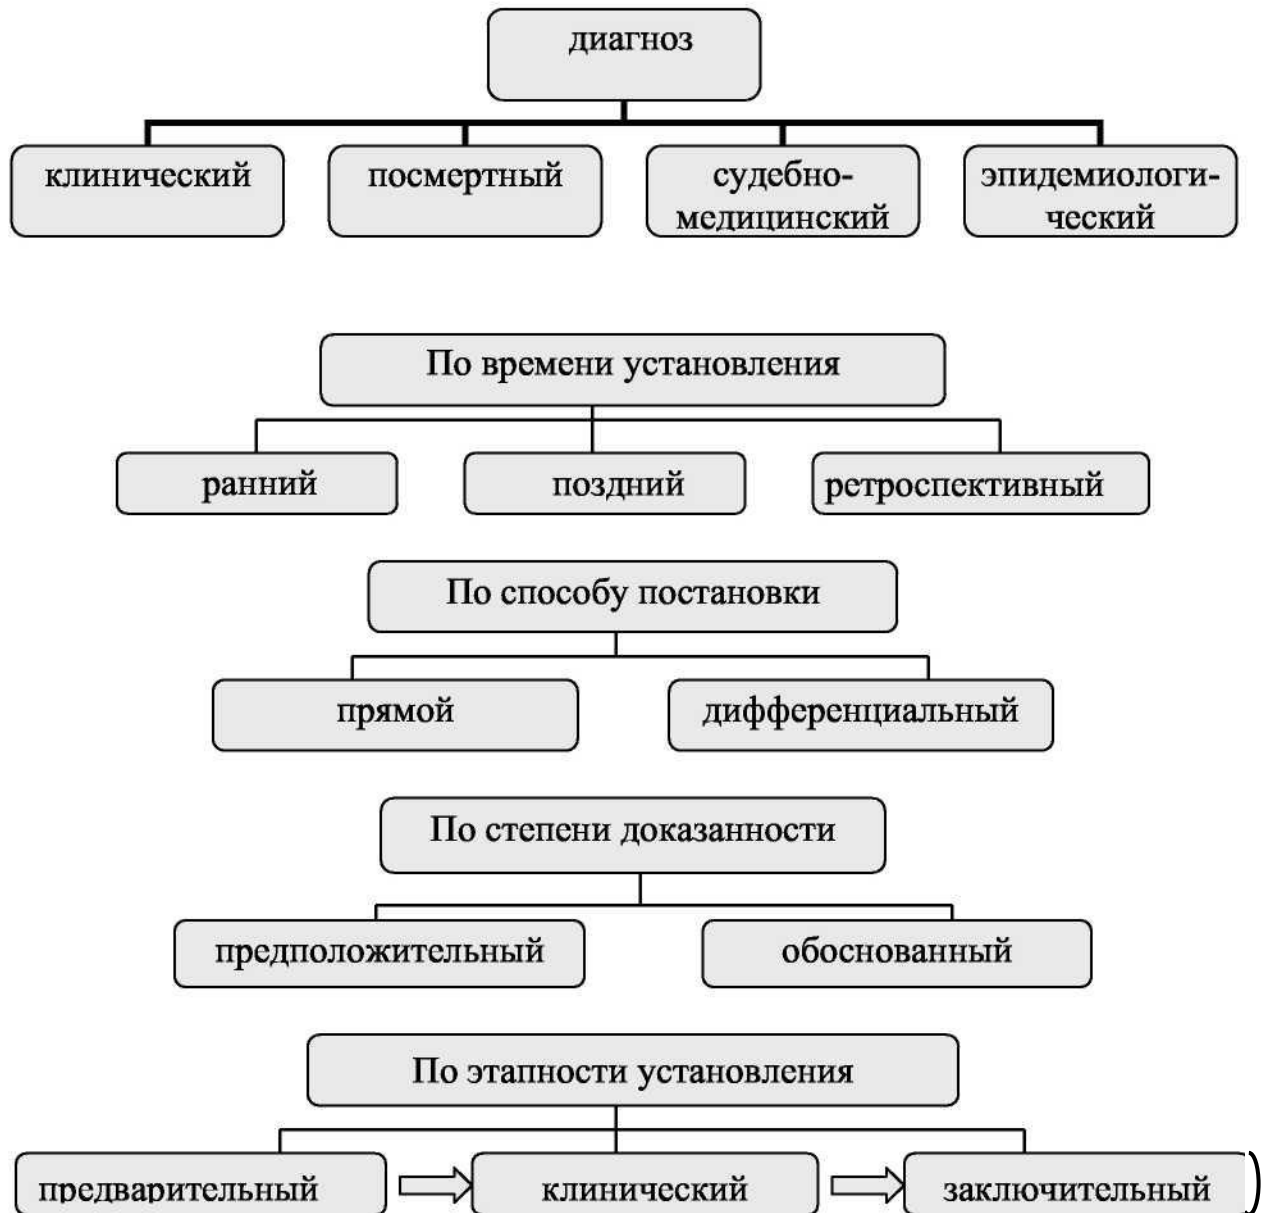 диагноз
клинический
посмертный
судебно-
медицинский
эпидемиологи-
ческий
По времени установления
ранний
поздний
ретроспективный
По способу постановки
прямой
дифференциальный
По степени доказанности
предположительный
обоснованный
По этапности установления
предварительный
клинический
заключительный